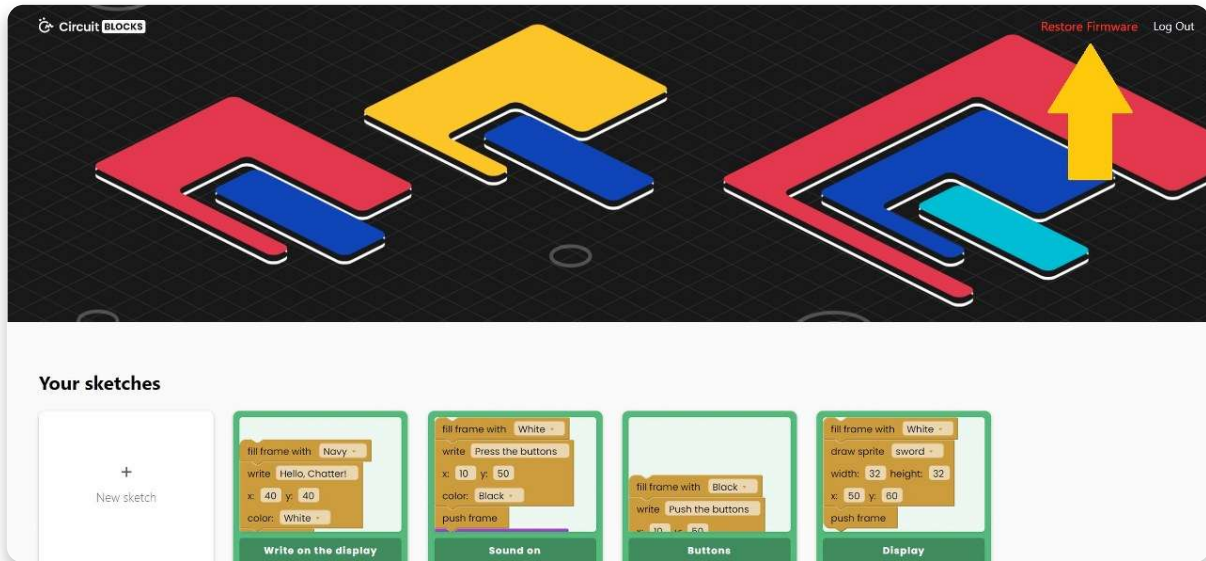 Circuit BLOCKS
Restore Firmware Log Out
Your sketches
+
New sketch
fill frame with Navy
write Hello, Chatter!
x: 40 y: 40
color: White
Write on the display
fill frame with White
write Press the buttons
x: 10 y: 50
color: Black
push frame
Sound on
fill frame with Black
write Push the buttons
x: 10 y: 50
Buttons
fill frame with White
draw sprite sword
width: 32 height: 32
x: 50 y: 60
push frame
Display